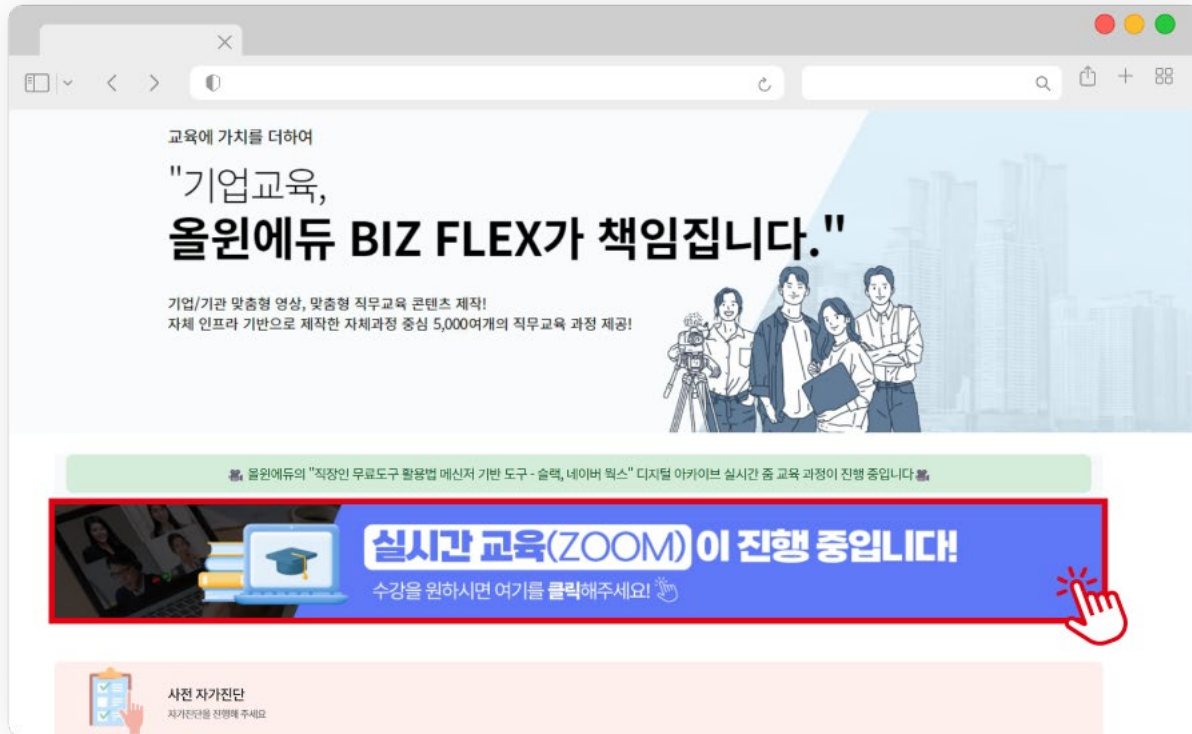 교육에 가치를 더하여
"기업교육,
올윈에듀 BIZ FLEX가 책임집니다."
기업/기관 맞춤형 영상, 맞춤형 직무교육 콘텐츠 제작!
자체 인프라 기반으로 제작한 자체과정 중심 5,000여개의 직무교육 과정 제공!
올윈에듀의 "직장인 무료도구 활용법 메신저 기반 도구 - 슬랙, 네이버 웍스" 디지털 아카이브 실시간 줌 교육 과정이 진행 중입니다
실시간 교육(ZOOM)이 진행 중입니다!
수강을 원하시면 여기를 클릭해주세요!
사전 자가진단
자가진단을 진행해 주세요